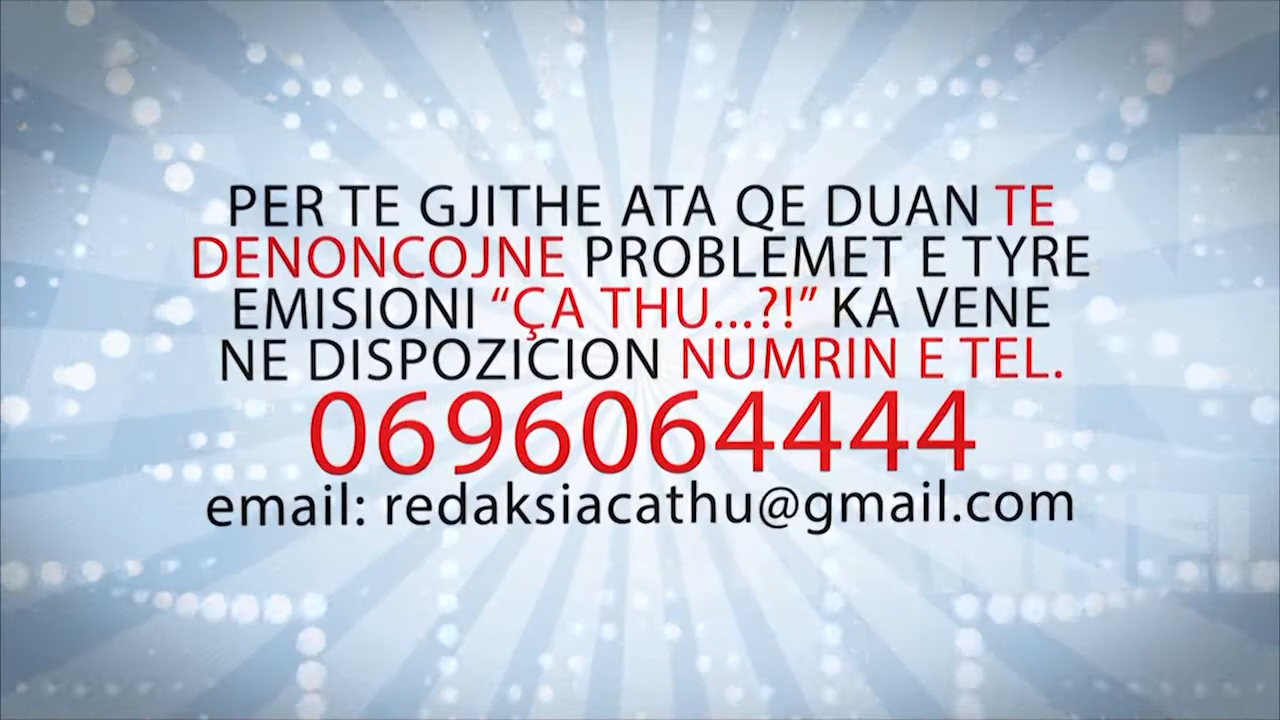 PER TE GJITHE ATA QE DUAN TE
DENONCOJNE PROBLEMET E TYRE
EMISIONI “ÇA THU...?!” KA VENE
NE DISPOZICION NUMRIN E TEL.
0696064444
email: redaksiacathu@gmail.com